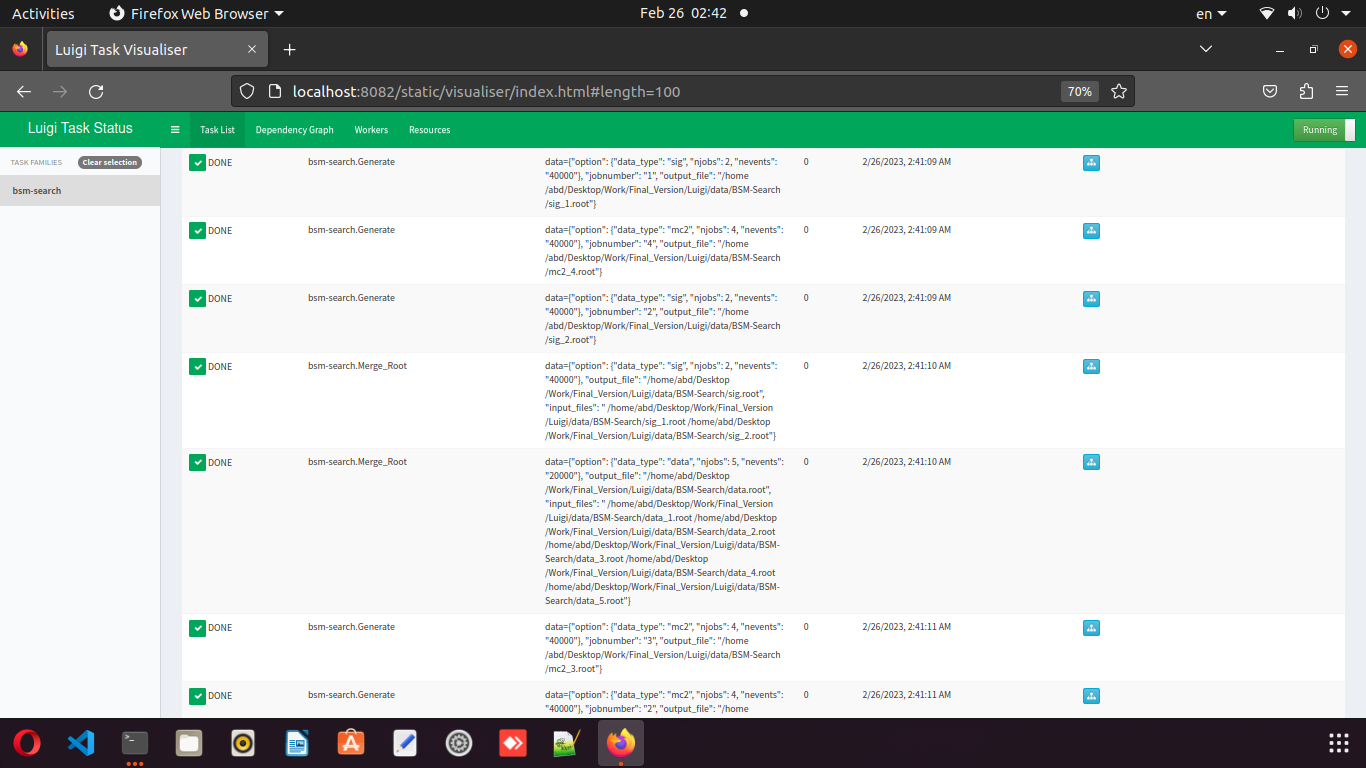 Activities
Firefox Web Browser
Feb 26 02:42
en
Luigi Task Visualiser
localhost:8082/static/visualiser/index.html#length=100
70%
Luigi Task Status
Task List
Dependency Graph
Workers
Resources
Running
TASK FAMILIES
Clear selection
bsm-search
DONE
bsm-search.Generate
data={"option": {"data_type": "sig", "njobs": 2, "nevents":
"40000"}, "jobnumber": "1", "output_file": "/home
/abd/Desktop/Work/Final_Version/Luigi/data/BSM-Search
/sig_1.root"}
0
2/26/2023, 2:41:09 AM
DONE
bsm-search.Generate
data={"option": {"data_type": "mc2", "njobs": 4, "nevents":
"40000"}, "jobnumber": "4", "output_file": "/home
/abd/Desktop/Work/Final_Version/Luigi/data/BSM-Search
/mc2_4.root"}
0
2/26/2023, 2:41:09 AM
DONE
bsm-search.Generate
data={"option": {"data_type": "sig", "njobs": 2, "nevents":
"40000"}, "jobnumber": "2", "output_file": "/home
/abd/Desktop/Work/Final_Version/Luigi/data/BSM-Search
/sig_2.root"}
0
2/26/2023, 2:41:09 AM
DONE
bsm-search.Merge_Root
data={"option": {"data_type": "sig", "njobs": 2, "nevents":
"40000"}, "output_file": "/home/abd/Desktop
/Work/Final_Version/Luigi/data/BSM-Search/sig.root",
"input_files": " /home/abd/Desktop/Work/Final_Version
/Luigi/data/BSM-Search/sig_1.root /home/abd/Desktop
/Work/Final_Version/Luigi/data/BSM-Search/sig_2.root"}
0
2/26/2023, 2:41:10 AM
DONE
bsm-search.Merge_Root
data={"option": {"data_type": "data", "njobs": 5, "nevents":
"20000"}, "output_file": "/home/abd/Desktop
/Work/Final_Version/Luigi/data/BSM-Search/data.root",
"input_files": " /home/abd/Desktop/Work/Final_Version
/Luigi/data/BSM-Search/data_1.root /home/abd/Desktop
/Work/Final_Version/Luigi/data/BSM-Search/data_2.root
/home/abd/Desktop/Work/Final_Version/Luigi/data/BSM-
Search/data_3.root /home/abd/Desktop
/Work/Final_Version/Luigi/data/BSM-Search/data_4.root
/home/abd/Desktop/Work/Final_Version/Luigi/data/BSM-
Search/data_5.root"}
0
2/26/2023, 2:41:10 AM
DONE
bsm-search.Generate
data={"option": {"data_type": "mc2", "njobs": 4, "nevents":
"40000"}, "jobnumber": "3", "output_file": "/home
/abd/Desktop/Work/Final_Version/Luigi/data/BSM-Search
/mc2_3.root"}
0
2/26/2023, 2:41:11 AM
DONE
bsm-search.Generate
data={"option": {"data_type": "mc2", "njobs": 4, "nevents":
"40000"}, "jobnumber": "2", "output_file": "/home
0
2/26/2023, 2:41:11 AM